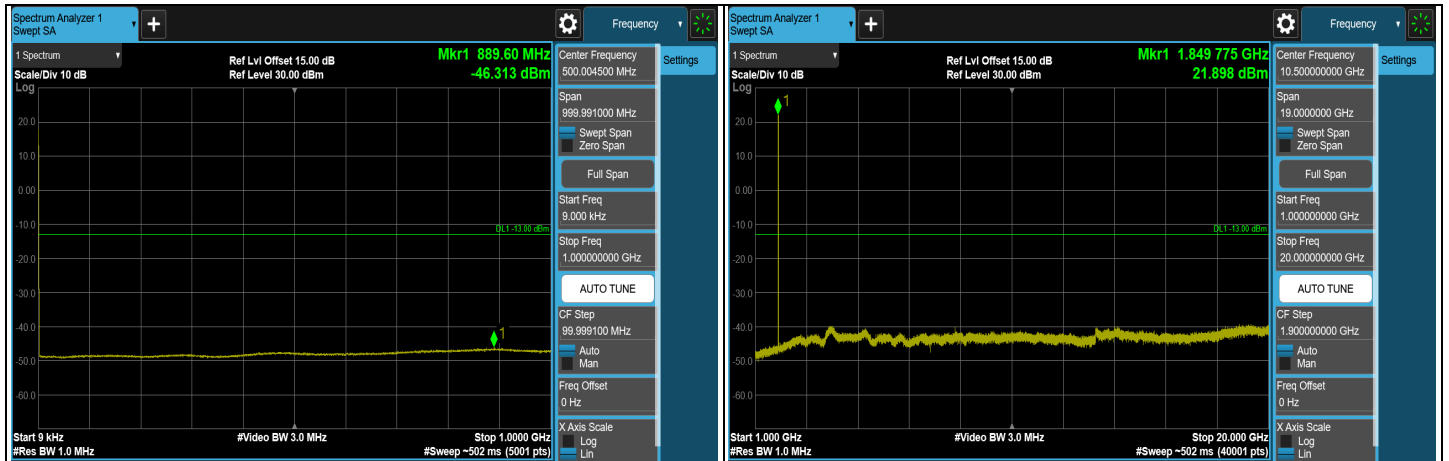 Spectrum Analyzer 1
Swept SA
+
Frequency
1 Spectrum
Ref Lvl Offset 15.00 dB
Mkr1 889.60 MHz
Scale/Div 10 dB
Ref Level 30.00 dBm
-46.313 dBm
Log
1
20.0
10.0
0.00
-10.0
-20.0
-30.0
-40.0
-50.0
-60.0
DL1 -13.00 dBm
Start 9 kHz
#Video BW 3.0 MHz
Stop 1.0000 GHz
#Res BW 1.0 MHz
#Sweep ~502 ms (5001 pts)
Center Frequency
500.004500 MHz
Settings
Span
999.991000 MHz
Swept Span
Zero Span
Full Span
Start Freq
9.000 kHz
Stop Freq
1.000000000 GHz
AUTO TUNE
CF Step
99.999100 MHz
Auto
Man
Freq Offset
0 Hz
X Axis Scale
Log
Lin
Spectrum Analyzer 1
Swept SA
+
Frequency
1 Spectrum
Ref Lvl Offset 15.00 dB
Mkr1 1.849 775 GHz
Scale/Div 10 dB
Ref Level 30.00 dBm
21.898 dBm
Log
1
20.0
10.0
0.00
-10.0
-20.0
-30.0
-40.0
-50.0
-60.0
DL1 -13.00 dBm
Start 1.000 GHz
#Video BW 3.0 MHz
Stop 20.000 GHz
#Res BW 1.0 MHz
#Sweep ~502 ms (40001 pts)
Center Frequency
10.500000000 GHz
Settings
Span
19.0000000 GHz
Swept Span
Zero Span
Full Span
Start Freq
1.000000000 GHz
Stop Freq
20.000000000 GHz
AUTO TUNE
CF Step
1.900000000 GHz
Auto
Man
Freq Offset
0 Hz
X Axis Scale
Log
Lin